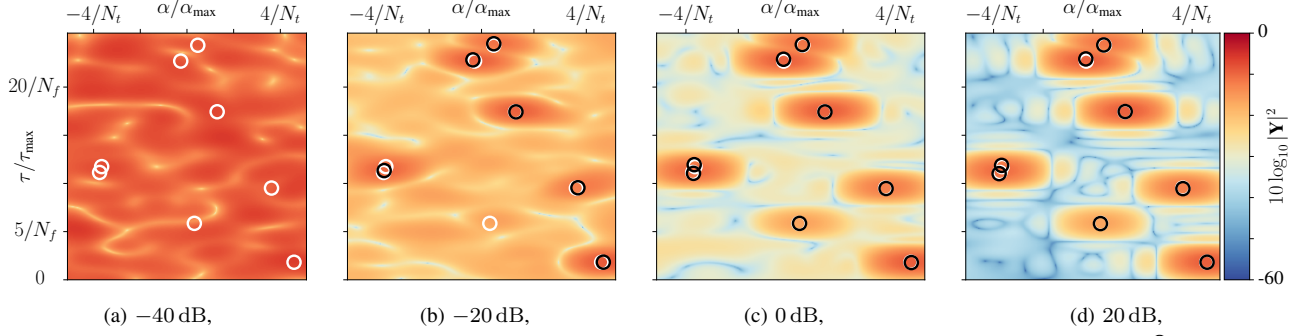 −4/N_t α/α_max 4/N_t
−4/N_t α/α_max 4/N_t
−4/N_t α/α_max 4/N_t
−4/N_t α/α_max 4/N_t
τ/τ_max
20/N_f
5/N_f
0
0
10 log₁₀ |Y|²
-60
(a) −40 dB,
(b) −20 dB,
(c) 0 dB,
(d) 20 dB,